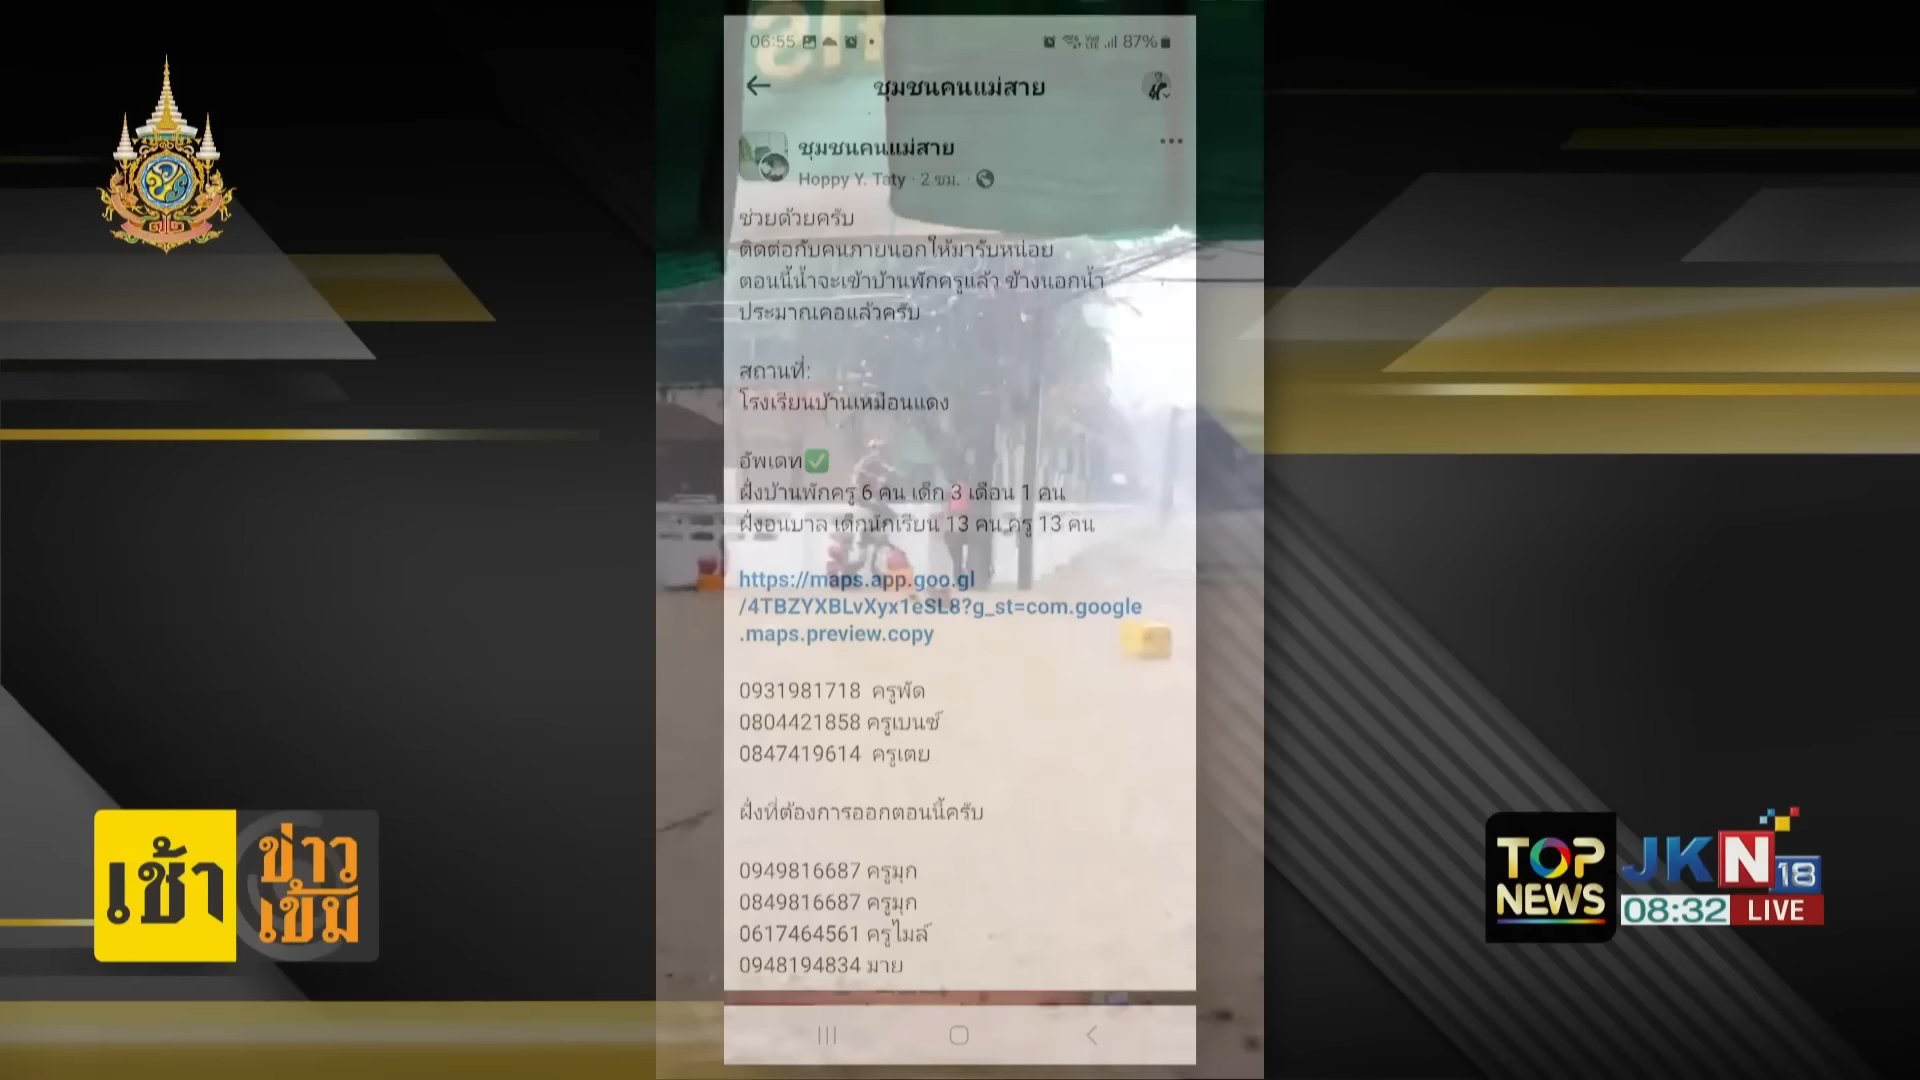 06:55
87%
ชุมชนคนแม่สาย
ชุมชนคนแม่สาย
Hoppy Y. Taty · 2 ชม. ·
ช่วยด้วยครับ
ติดต่อกับคนภายนอกให้มารับหน่อย
ตอนนี้น้ำจะเข้าบ้านพักครูแล้ว ข้างนอกน้ำ
ประมาณคอแล้วครับ
สถานที่:
โรงเรียนบ้านเหมืองแดง
อัพเดท✅
ฝั่งบ้านพักครู 6 คน เด็ก 3 เดือน 1 คน
ฝั่งอนุบาล เด็กนักเรียน 13 คน ครู 13 คน
https://maps.app.goo.gl
/4TBZYXBLvXyx1eSL8?g_st=com.google
.maps.preview.copy
0931981718 ครูพัด
0804421858 ครูเบนซ์
0847419614 ครูเตย
ฝั่งที่ต้องการออกตอนนี้ครับ
0949816687 ครูมุก
0849816687 ครูมุก
0617464561 ครูไมล์
0948194834 มาย
เช้า
ข่าว
เข้ม
TOP
NEWS
JKN
18
08:32
LIVE